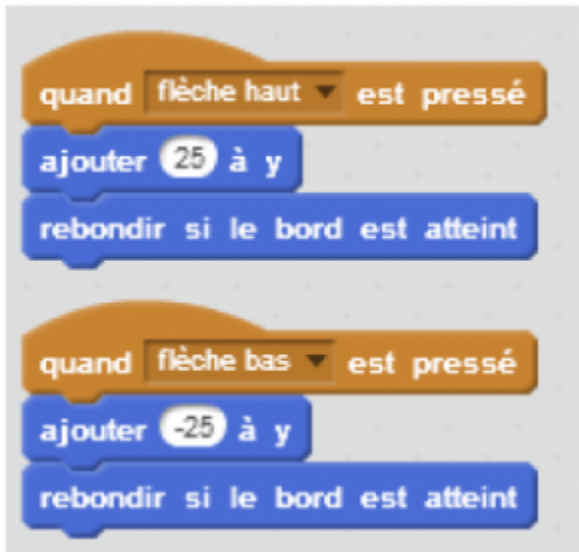 quand flèche haut est pressé
ajouter 25 à y
rebondir si le bord est atteint
quand flèche bas est pressé
ajouter -25 à y
rebondir si le bord est atteint